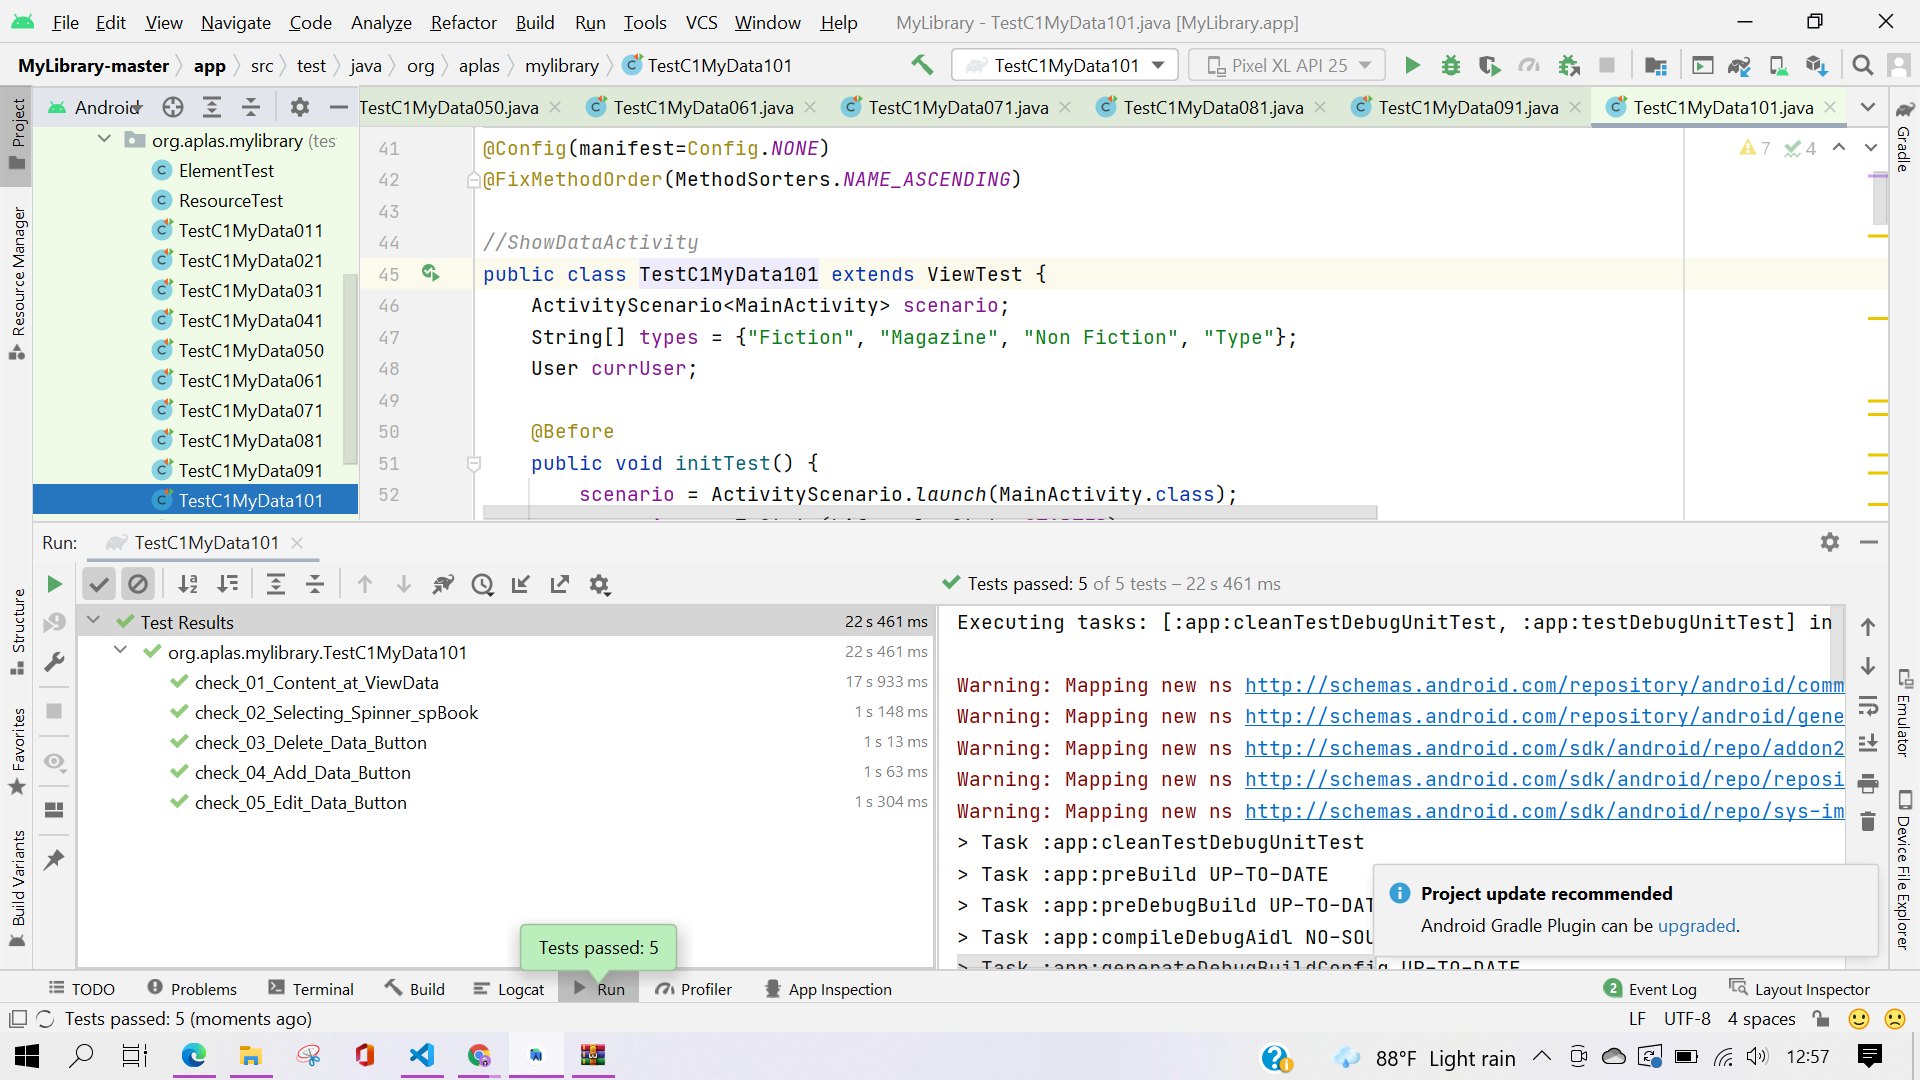 File Edit View Navigate Code Analyze Refactor Build Run Tools VCS Window Help MyLibrary - TestC1MyData101.java [MyLibrary.app]
MyLibrary-master app src test java org aplas mylibrary TestC1MyData101 TestC1MyData101 Pixel XL API 25
Project
Android
TestC1MyData050.java TestC1MyData061.java TestC1MyData071.java TestC1MyData081.java TestC1MyData091.java TestC1MyData101.java
Gradle
Resource Manager
org.aplas.mylibrary (tes
ElementTest
ResourceTest
TestC1MyData011
TestC1MyData021
TestC1MyData031
TestC1MyData041
TestC1MyData050
TestC1MyData061
TestC1MyData071
TestC1MyData081
TestC1MyData091
TestC1MyData101
7 4
41 @Config(manifest=Config.NONE)
42 @FixMethodOrder(MethodSorters.NAME_ASCENDING)
43
44 //ShowDataActivity
45 public class TestC1MyData101 extends ViewTest {
46 ActivityScenario<MainActivity> scenario;
47 String[] types = {"Fiction", "Magazine", "Non Fiction", "Type"};
48 User currUser;
49
50 @Before
51 public void initTest() {
52 scenario = ActivityScenario.launch(MainActivity.class);
Run: TestC1MyData101
Tests passed: 5 of 5 tests – 22 s 461 ms
Structure
Favorites
Build Variants
Test Results 22 s 461 ms
org.aplas.mylibrary.TestC1MyData101 22 s 461 ms
check_01_Content_at_ViewData 17 s 933 ms
check_02_Selecting_Spinner_spBook 1 s 148 ms
check_03_Delete_Data_Button 1 s 13 ms
check_04_Add_Data_Button 1 s 63 ms
check_05_Edit_Data_Button 1 s 304 ms
Executing tasks: [:app:cleanTestDebugUnitTest, :app:testDebugUnitTest] in
Warning: Mapping new ns http://schemas.android.com/repository/android/comm
Warning: Mapping new ns http://schemas.android.com/repository/android/gene
Warning: Mapping new ns http://schemas.android.com/sdk/android/repo/addon2
Warning: Mapping new ns http://schemas.android.com/sdk/android/repo/reposi
Warning: Mapping new ns http://schemas.android.com/sdk/android/repo/sys-im
> Task :app:cleanTestDebugUnitTest
> Task :app:preBuild UP-TO-DATE
> Task :app:preDebugBuild UP-TO-DAT
> Task :app:compileDebugAidl NO-SOU
> Task :app:generateDebugBuildConfig UP-TO-DATE
Emulator
Device File Explorer
Project update recommended
Android Gradle Plugin can be upgraded.
Tests passed: 5
TODO Problems Terminal Build Logcat Run Profiler App Inspection 2 Event Log Layout Inspector
Tests passed: 5 (moments ago) LF UTF-8 4 spaces
88°F Light rain 12:57